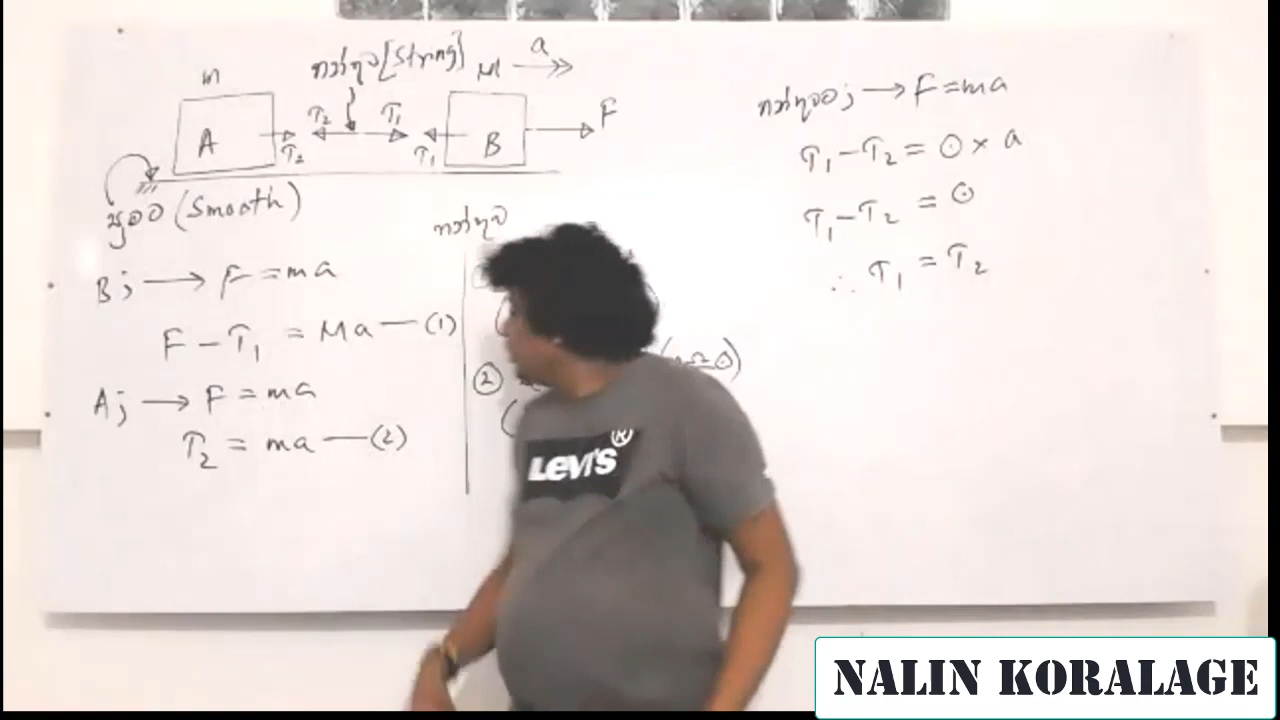 m
තන්තුව [String]
M
a
T₂
T₁
F
A
T₂
T₁
B
සුමට (Smooth)
තන්තුව
B ; → F = ma
F − T₁ = Ma — (1)
A ; → F = ma
T₂ = ma — (2)
②
තන්තුවට ; → F = ma
T₁ − T₂ = 0 × a
T₁ − T₂ = 0
∴ T₁ = T₂
LEVI'S
NALIN KORALAGE